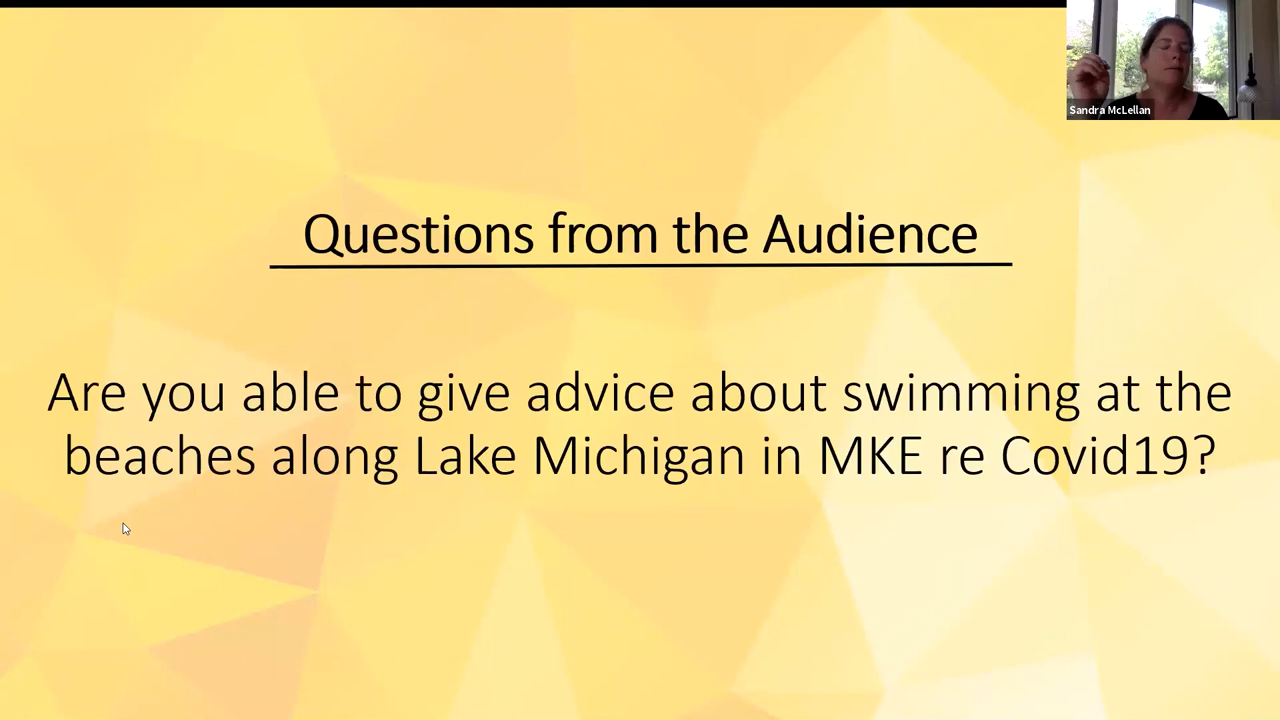 Sandra McLellan
Questions from the Audience
Are you able to give advice about swimming at the
beaches along Lake Michigan in MKE re Covid19?